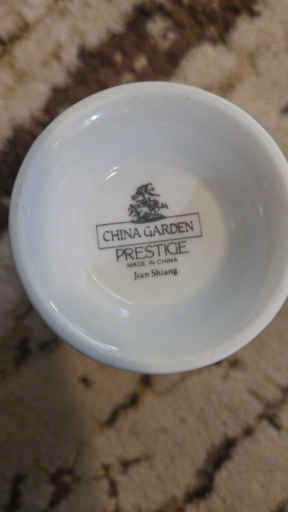 CHINA GARDEN
PRESTIGE
MADE IN CHINA
Jian Shiang